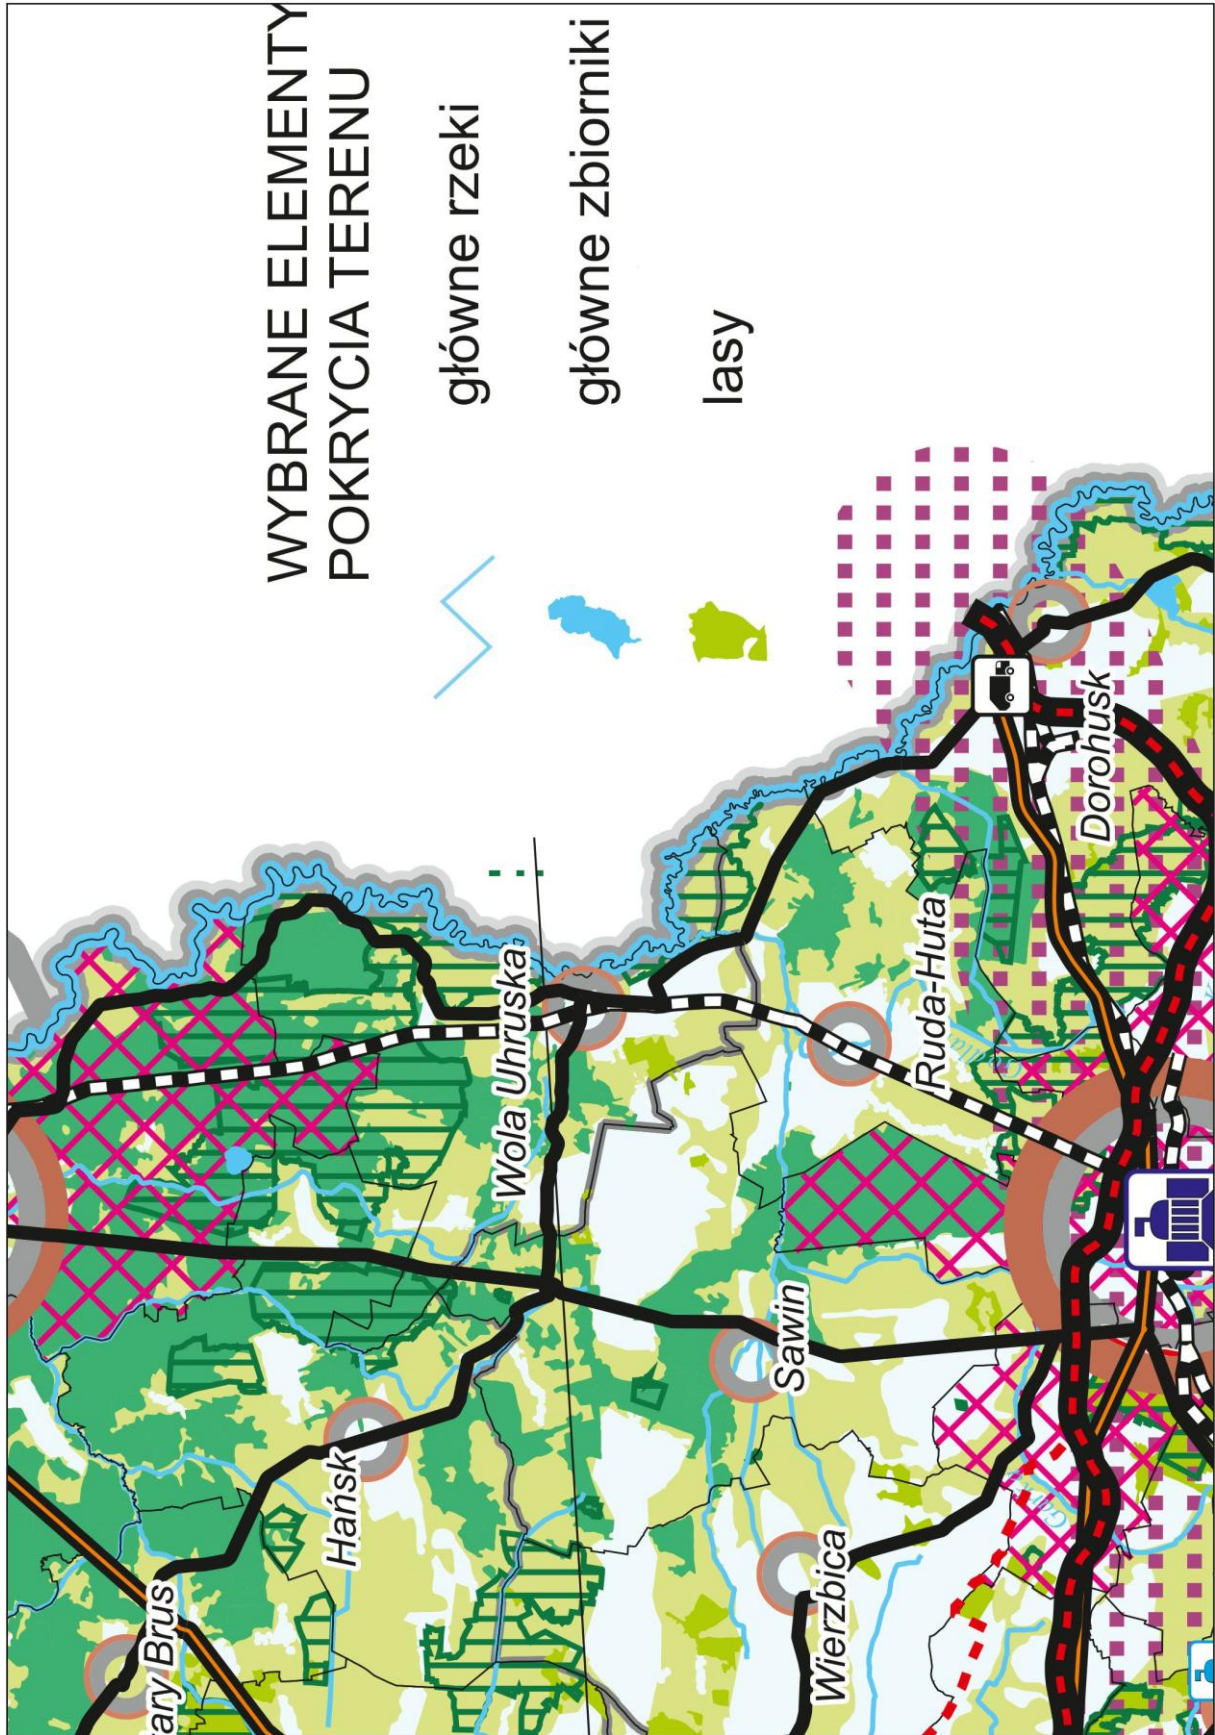 WYBRANE ELEMENTY
POKRYCIA TERENU
główne rzeki
główne zbiorniki
lasy
Wola Uhruska
Dorohusk
Ruda-Huta
Sawin
Hańsk
ary Brus
Wierzbica